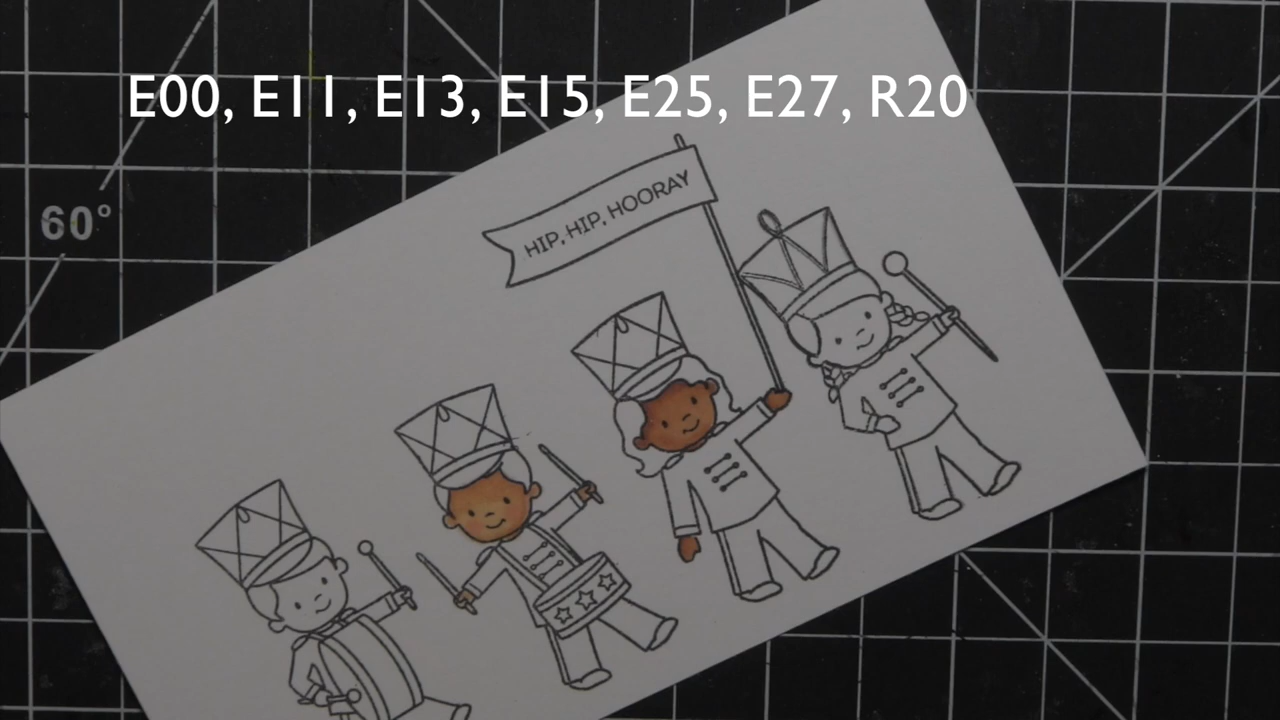 E00, E11, E13, E15, E25, E27, R20
60°
HIP, HIP, HOORAY